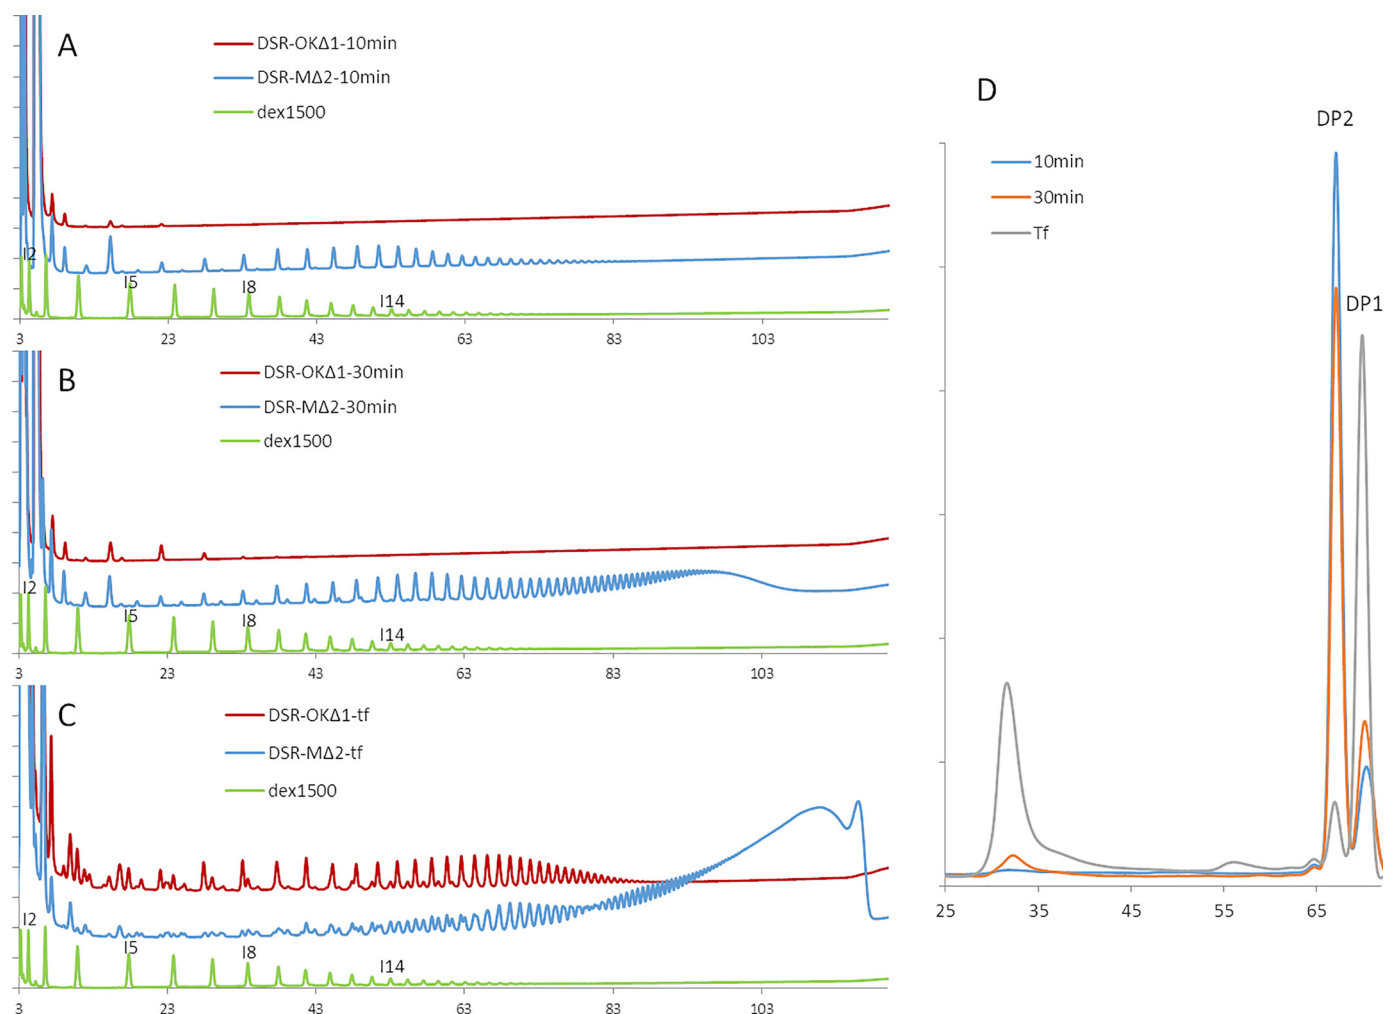 A
DSR-OKΔ1-10min
DSR-MΔ2-10min
dex1500
I2
I5
I8
I14
3 23 43 63 83 103
B
DSR-OKΔ1-30min
DSR-MΔ2-30min
dex1500
I2
I5
I8
I14
3 23 43 63 83 103
C
DSR-OKΔ1-tf
DSR-MΔ2-tf
dex1500
I2
I5
I8
I14
3 23 43 63 83 103
D
DP2
10min
30min
Tf
DP1
25 35 45 55 65